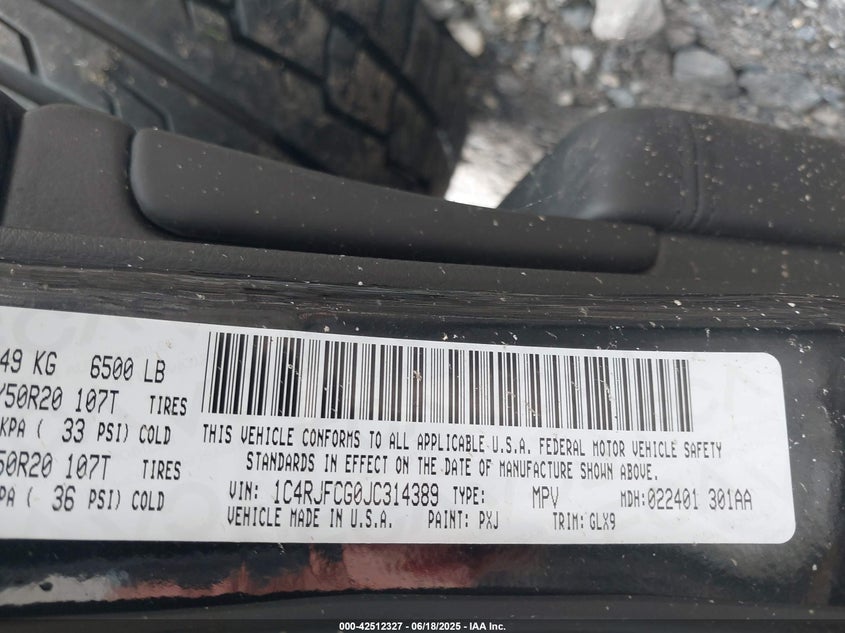 49 KG 6500 LB
/50R20 107T TIRES
KPA ( 33 PSI) COLD
50R20 107T TIRES
PA ( 36 PSI) COLD
THIS VEHICLE CONFORMS TO ALL APPLICABLE U.S.A. FEDERAL MOTOR VEHICLE SAFETY
STANDARDS IN EFFECT ON THE DATE OF MANUFACTURE SHOWN ABOVE.
VIN: 1C4RJFCG0JC314389 TYPE: MPV MDH:022401 301AA
VEHICLE MADE IN U.S.A. PAINT: PXJ TRIM:GLX9
000-42512327 - 06/18/2025 - IAA Inc.